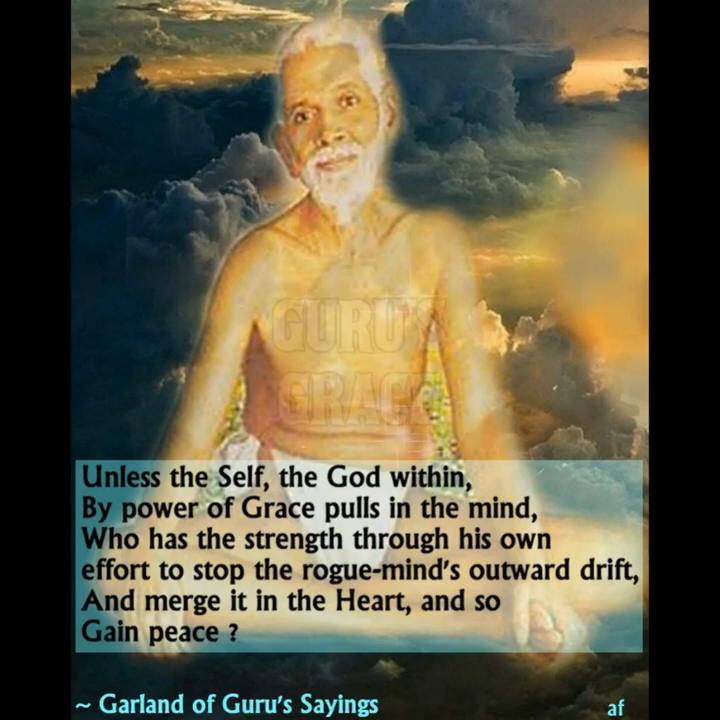 GURU'S
GRACE
Unless the Self, the God within,
By power of Grace pulls in the mind,
Who has the strength through his own
effort to stop the rogue-mind's outward drift,
And merge it in the Heart, and so
Gain peace ?
~ Garland of Guru's Sayings
af